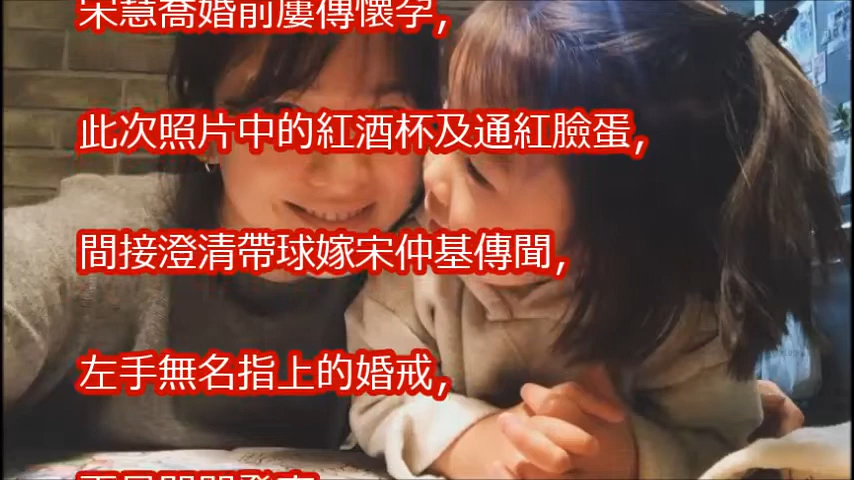 宋慧喬婚前屢傳懷孕，
此次照片中的紅酒杯及通紅臉蛋，
間接澄清帶球嫁宋仲基傳聞，
左手無名指上的婚戒，